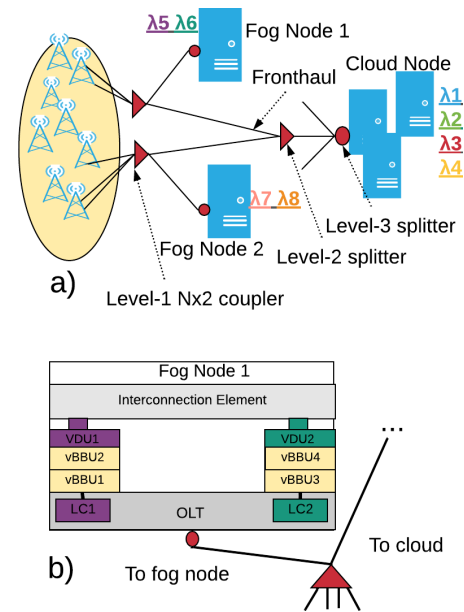 λ5 λ6
Fog Node 1
Fronthaul
Cloud Node
λ1
λ2
λ3
λ4
λ7 λ8
Fog Node 2
Level-3 splitter
Level-2 splitter
a)
Level-1 Nx2 coupler
Fog Node 1
Interconnection Element
VDU1
VDU2
vBBU2
vBBU4
vBBU1
vBBU3
LC1
OLT
LC2
...
To cloud
b)
To fog node